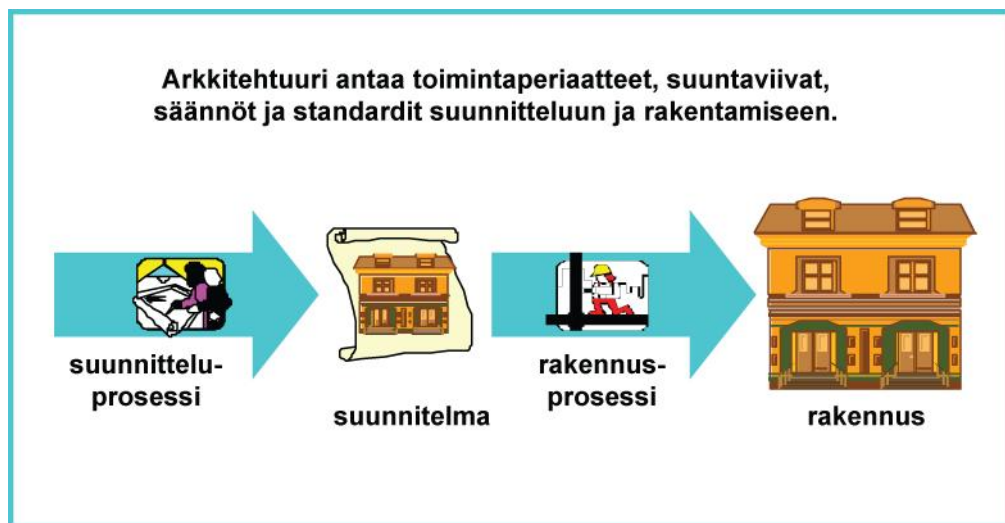 Arkkitehtuuri antaa toimintaperiaatteet, suuntaviivat,
säännöt ja standardit suunnitteluun ja rakentamiseen.
suunnittelu-
prosessi
suunnitelma
rakennus-
prosessi
rakennus